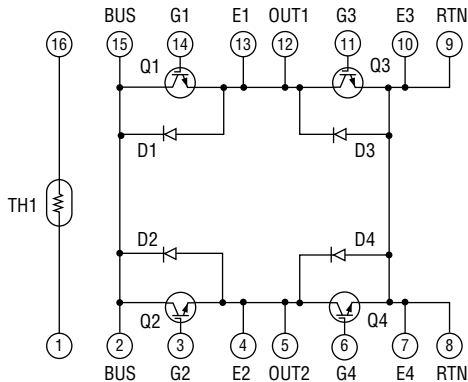 BUS G1 E1 OUT1 G3 E3 RTN
16 15 14 13 12 11 10 9
Q1 Q3
D1 D3
TH1
D2 D4
Q2 Q4
1 2 3 4 5 6 7 8
BUS G2 E2 OUT2 G4 E4 RTN